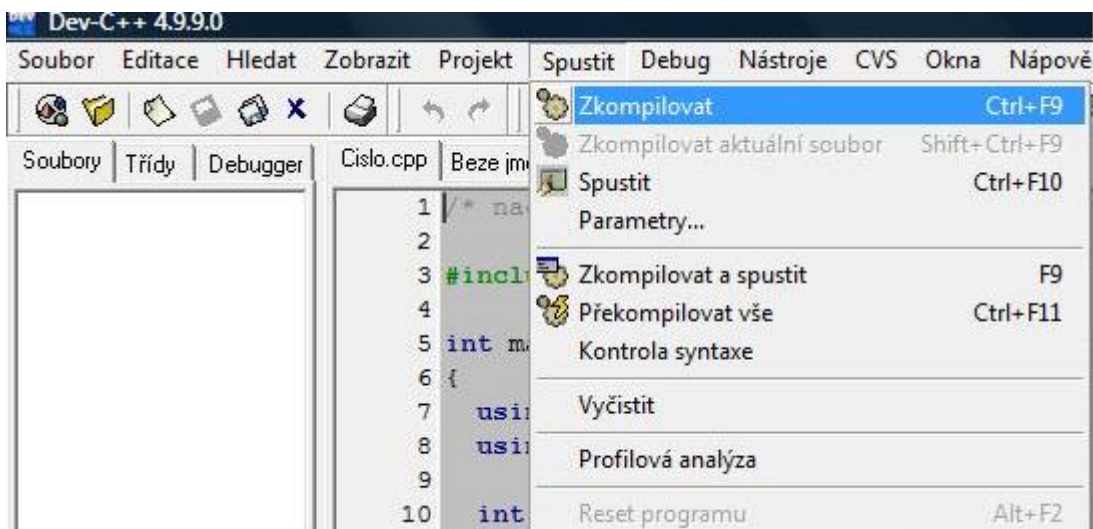 Dev-C++ 4.9.9.0
Soubor Editace Hledat Zobrazit Projekt Spustit Debug Nástroje CVS Okna Nápově
Zkompilovat Ctrl+F9
Zkompilovat aktuální soubor Shift+Ctrl+F9
Soubory Třídy Debugger Cislo.cpp Beze jm
Spustit Ctrl+F10
1 /* na
Parametry...
2
3 #incl
Zkompilovat a spustit F9
4
Překompilovat vše Ctrl+F11
5 int m
Kontrola syntaxe
6 {
7 usi
Vyčistit
8 usi
Profilová analýza
9
10 int
Reset programu Alt+F2